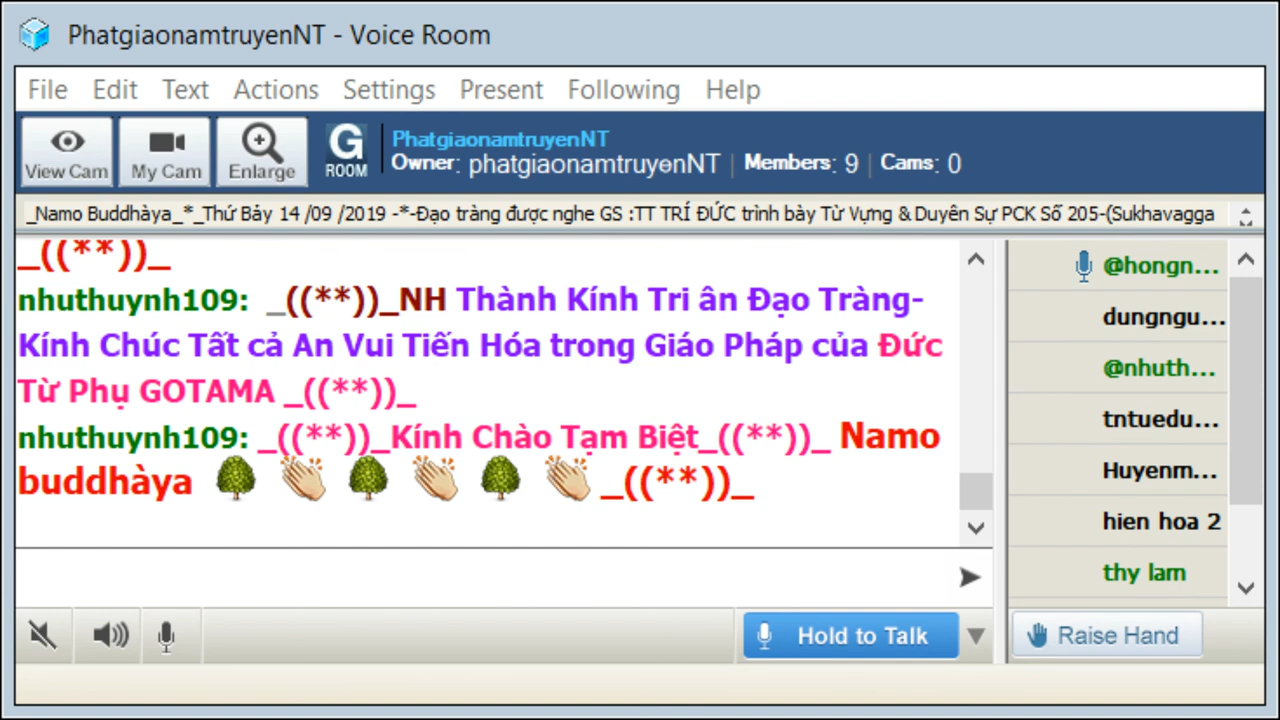 PhatgiaonamtruyenNT - Voice Room
File Edit Text Actions Settings Present Following Help
View Cam My Cam Enlarge G ROOM
PhatgiaonamtruyenNT
Owner: phatgiaonamtruyenNT | Members: 9 | Cams: 0
_Namo Buddhàya_*_Thứ Bảy 14 /09 /2019 -*-Đạo tràng được nghe GS :TT TRÍ ĐỨC trình bày Từ Vựng & Duyên Sự PCK Số 205-(Sukhavagga
_((**))_
nhuthuynh109: _((**))_NH Thành Kính Tri ân Đạo Tràng-
Kính Chúc Tất cả An Vui Tiến Hóa trong Giáo Pháp của Đức
Từ Phụ GOTAMA _((**))_
nhuthuynh109: _((**))_Kính Chào Tạm Biệt_((**))_ Namo
buddhàya _((**))_
@hongn...
dungngu...
@nhuth...
tntuedu...
Huyenm...
hien hoa 2
thy lam
Hold to Talk
Raise Hand